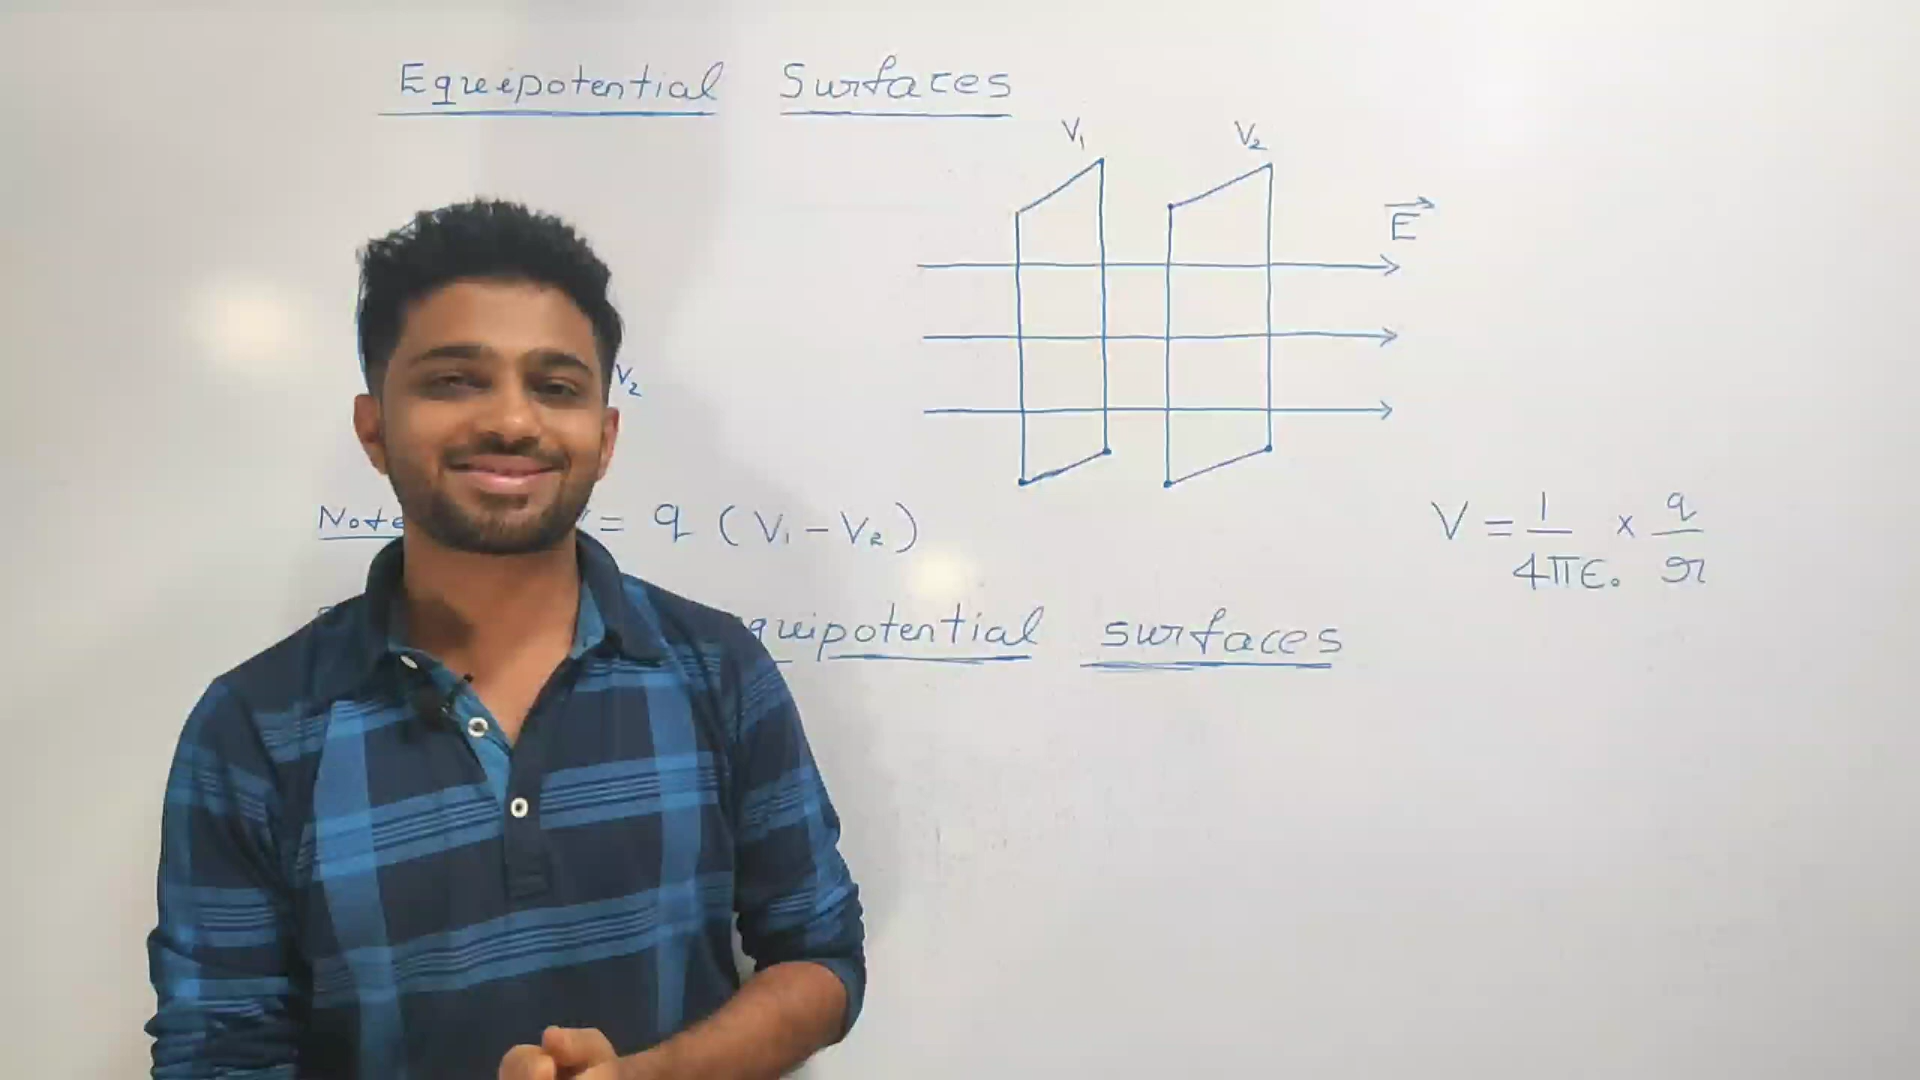 Equipotential Surfaces
V₁ V₂
E
V₂
Note = q (V₁ - V₂)
V = 1/4πε₀ x q/r
quipotential surfaces